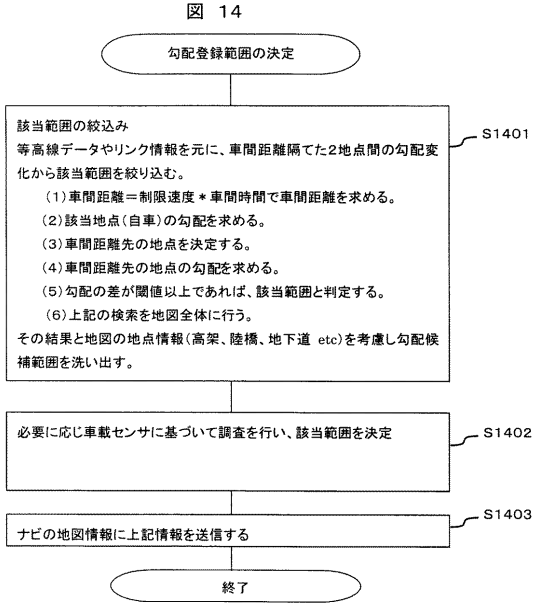 図 14
勾配登録範囲の決定
該当範囲の絞込み
等高線データやリンク情報を元に、車間距離隔てた2地点間の勾配変
化から該当範囲を絞り込む。
(1)車間距離＝制限速度＊車間時間で車間距離を求める。
(2)該当地点(自車)の勾配を求める。
(3)車間距離先の地点を決定する。
(4)車間距離先の地点の勾配を求める。
(5)勾配の差が閾値以上であれば、該当範囲と判定する。
(6)上記の検索を地図全体に行う。
その結果と地図の地点情報(高架、陸橋、地下道 etc)を考慮し勾配候
補範囲を洗い出す。
S1401
必要に応じ車載センサに基づいて調査を行い、該当範囲を決定
S1402
ナビの地図情報に上記情報を送信する
S1403
終了